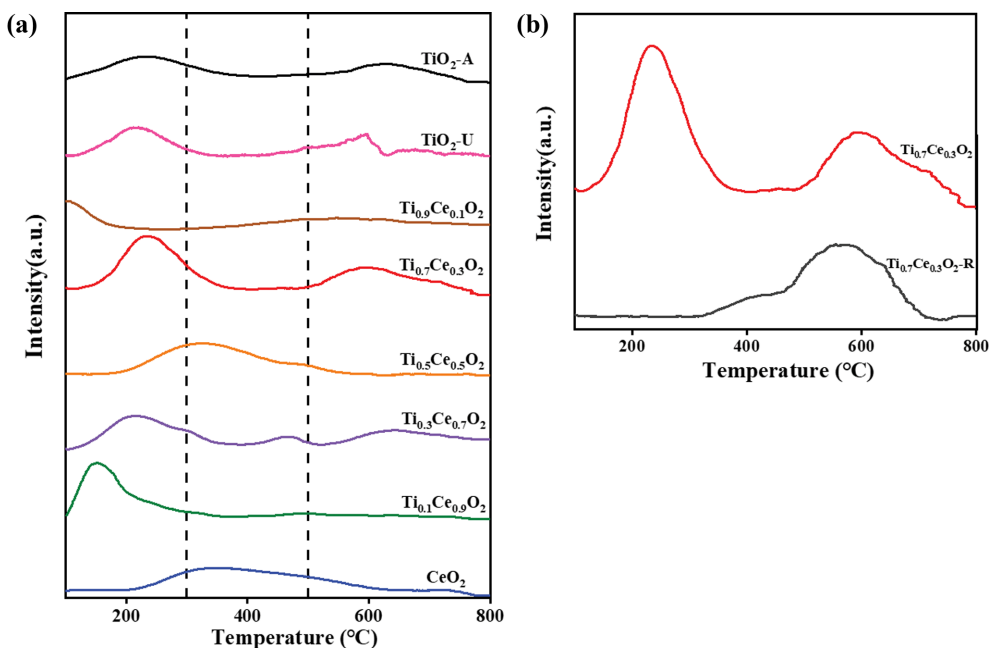 (a)
TiO₂-A
TiO₂-U
Ti₀.₉Ce₀.₁O₂
Ti₀.₇Ce₀.₃O₂
Ti₀.₅Ce₀.₅O₂
Ti₀.₃Ce₀.₇O₂
Ti₀.₁Ce₀.₉O₂
CeO₂
Intensity(a.u.)
200 400 600 800
Temperature (°C)
(b)
Ti₀.₇Ce₀.₃O₂
Ti₀.₇Ce₀.₃O₂-R
Intensity(a.u.)
200 400 600 800
Temperature (°C)